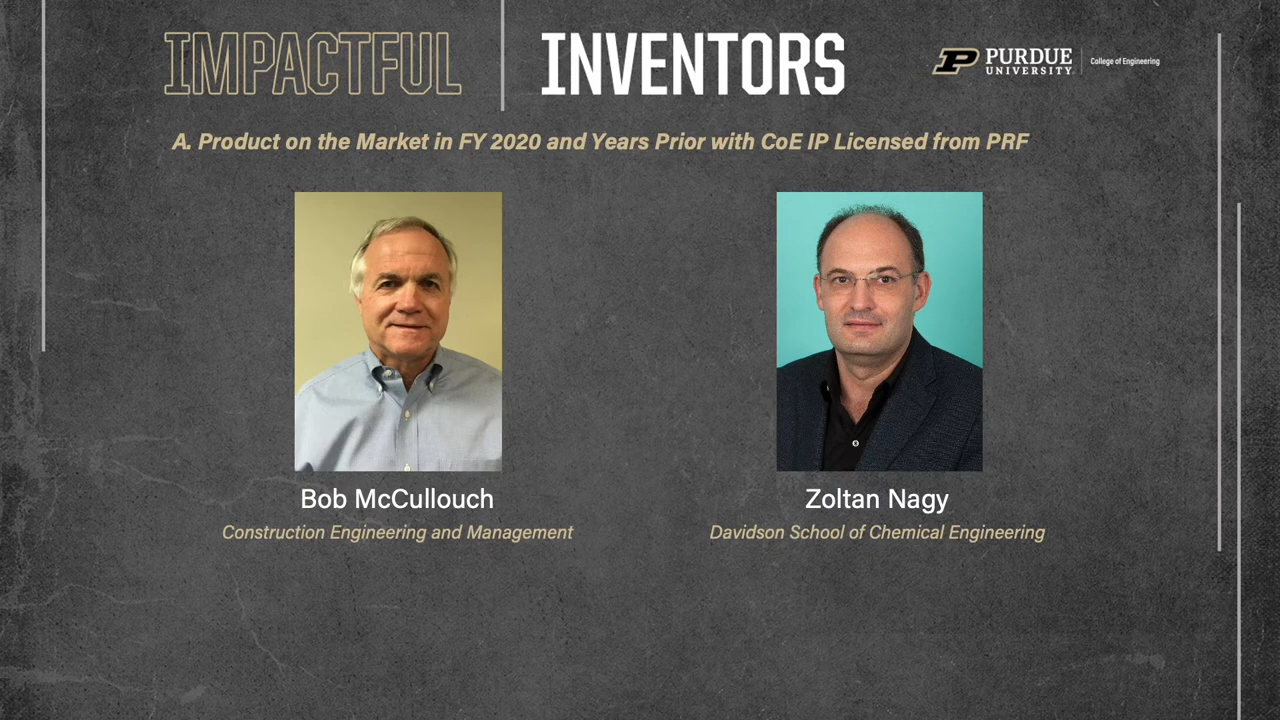 IMPACTFUL INVENTORS
PURDUE UNIVERSITY
College of Engineering
A. Product on the Market in FY 2020 and Years Prior with CoE IP Licensed from PRF
Bob McCullouch
Construction Engineering and Management
Zoltan Nagy
Davidson School of Chemical Engineering